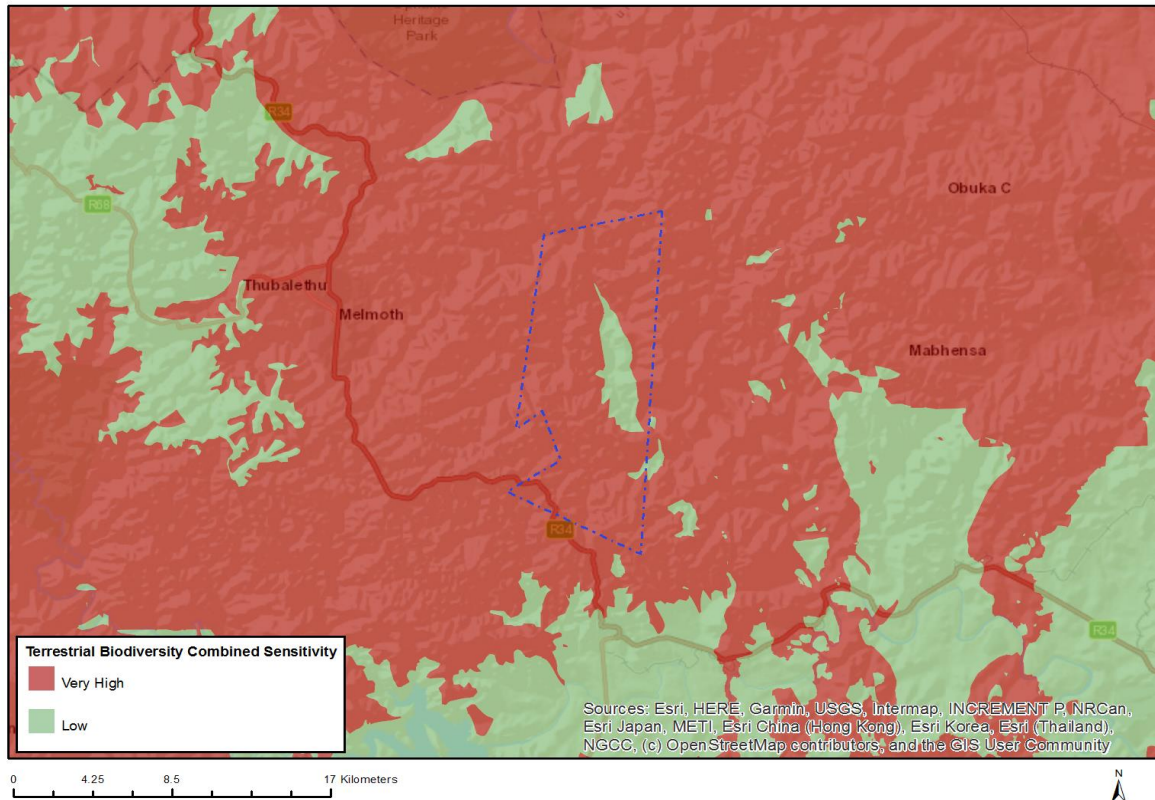 Heritage
Park
R34
Obuka C
R68
Thubalethu
Melmoth
Mabhensa
R34
R34
Terrestrial Biodiversity Combined Sensitivity
Very High
Low
Sources: Esri, HERE, Garmin, USGS, Intermap, INCREMENT P, NRCan,
Esri Japan, METI, Esri China (Hong Kong), Esri Korea, Esri (Thailand),
NGCC, (c) OpenStreetMap contributors, and the GIS User Community
0 4.25 8.5 17 Kilometers
N